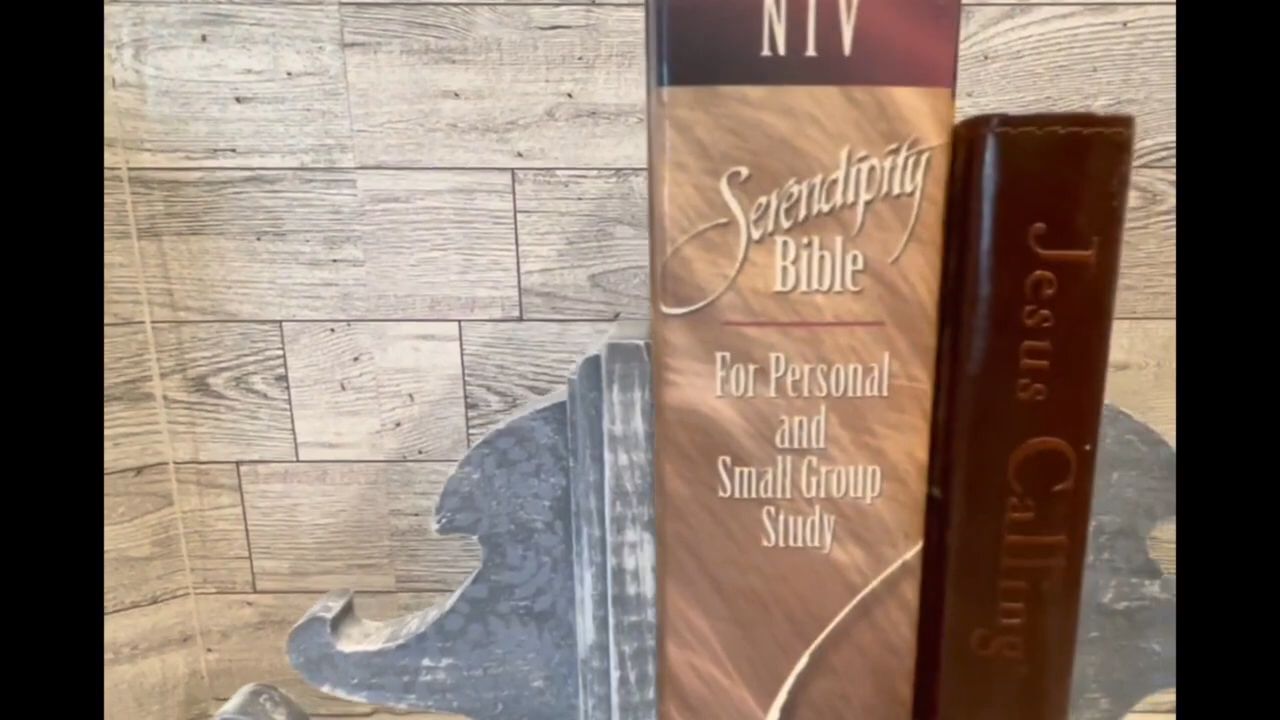 NIV
Serendipity
Bible
For Personal
and
Small Group
Study
Jesus Calling